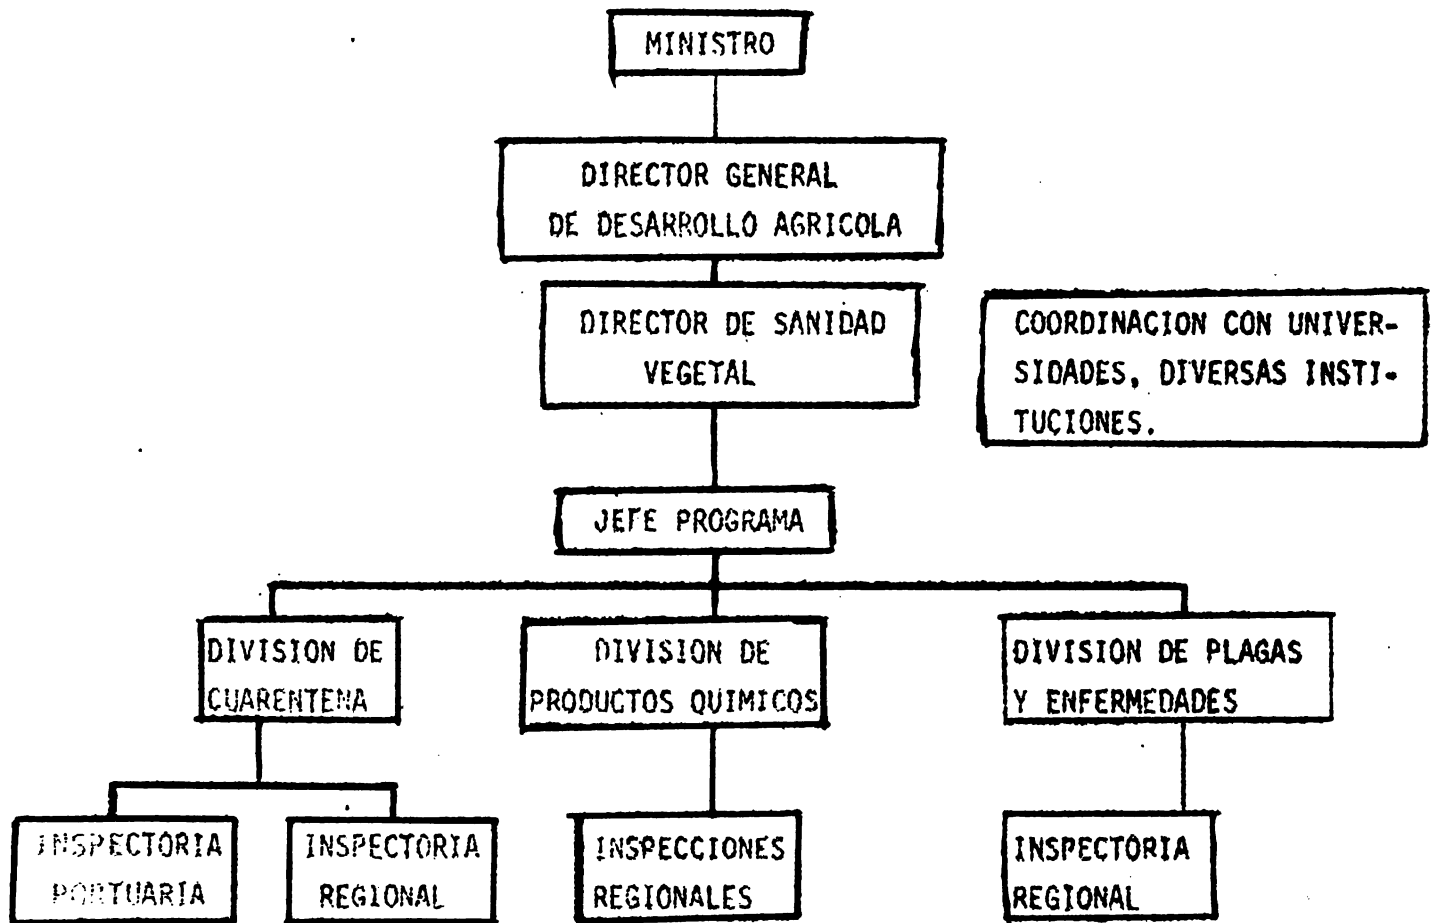 MINISTRO
DIRECTOR GENERAL
DE DESARROLLO AGRICOLA
DIRECTOR DE SANIDAD
VEGETAL
COORDINACION CON UNIVER-
SIDADES, DIVERSAS INSTI-
TUCIONES.
JEFE PROGRAMA
DIVISION DE
CUARENTENA
DIVISION DE
PRODUCTOS QUIMICOS
DIVISION DE PLAGAS
Y ENFERMEDADES
INSPECTORIA
PORTUARIA
INSPECTORIA
REGIONAL
INSPECCIONES
REGIONALES
INSPECTORIA
REGIONAL